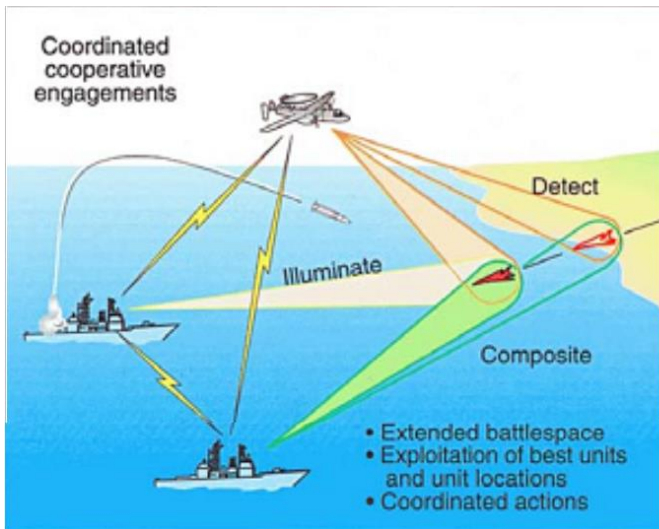 Coordinated
cooperative
engagements
Detect
Illuminate
Composite
• Extended battlespace
• Exploitation of best units
and unit locations
• Coordinated actions